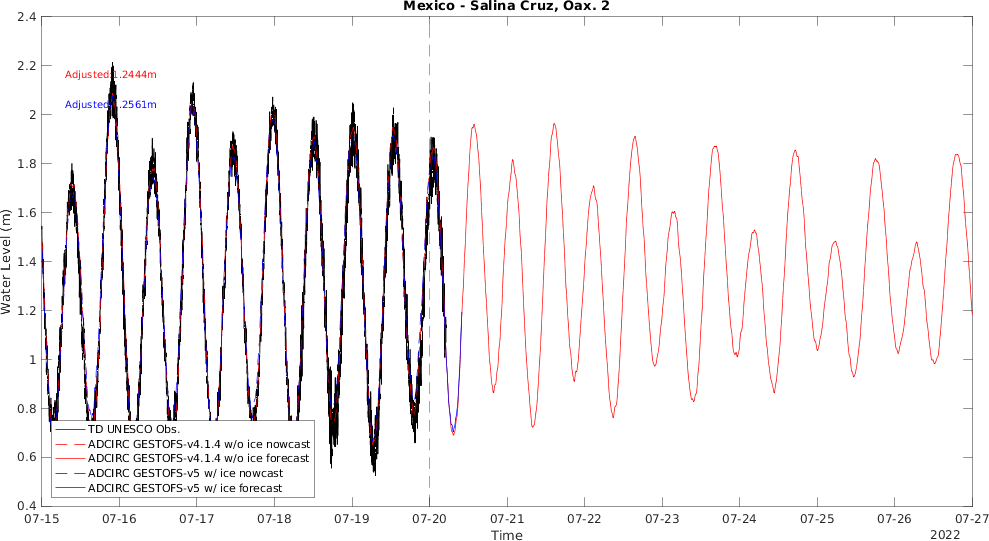 Mexico - Salina Cruz, Oax. 2
2.4
2.2
2
1.8
1.6
1.4
1.2
1
0.8
0.6
0.4
Water Level (m)
Adjusted:1.2444m
Adjusted:1.2561m
TD UNESCO Obs.
ADCIRC GESTOFS-v4.1.4 w/o ice nowcast
ADCIRC GESTOFS-v4.1.4 w/o ice forecast
ADCIRC GESTOFS-v5 w/ ice nowcast
ADCIRC GESTOFS-v5 w/ ice forecast
07-15 07-16 07-17 07-18 07-19 07-20 07-21 07-22 07-23 07-24 07-25 07-26 07-27
Time
2022